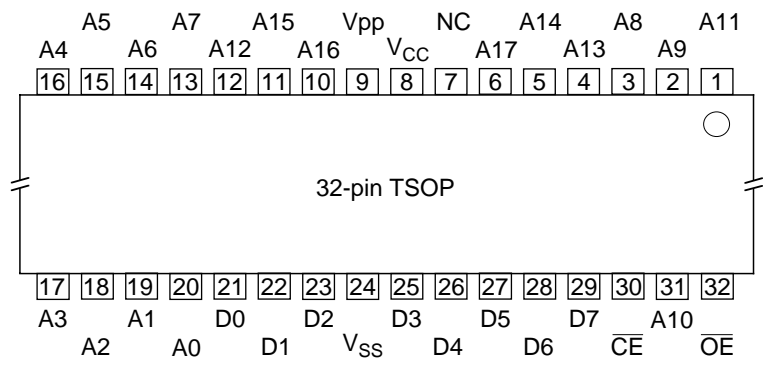 A5 A7 A15 Vpp NC A14 A8 A11
A4 A6 A12 A16 VCC A17 A13 A9
16 15 14 13 12 11 10 9 8 7 6 5 4 3 2 1
32-pin TSOP
17 18 19 20 21 22 23 24 25 26 27 28 29 30 31 32
A3 A1 D0 D2 D3 D5 D7 A10
A2 A0 D1 VSS D4 D6 C̅E̅ O̅E̅